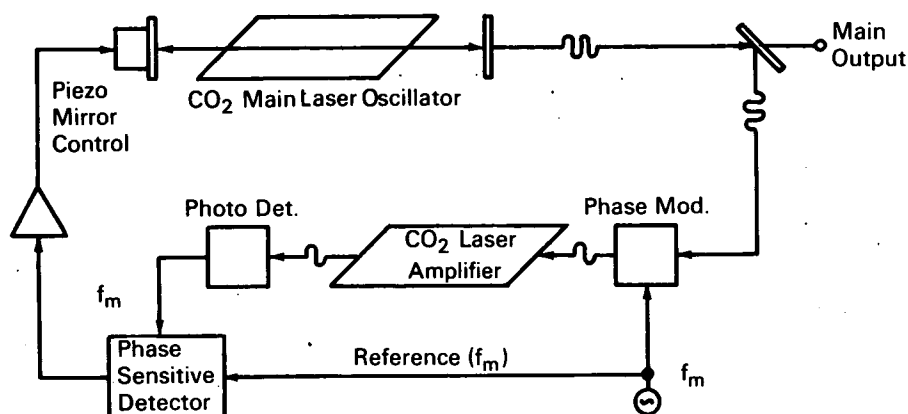 Main
Output
Piezo
Mirror
Control
CO₂ Main Laser Oscillator
Photo Det.
Phase Mod.
CO₂ Laser
Amplifier
fₘ
Phase
Sensitive
Detector
Reference (fₘ)
fₘ